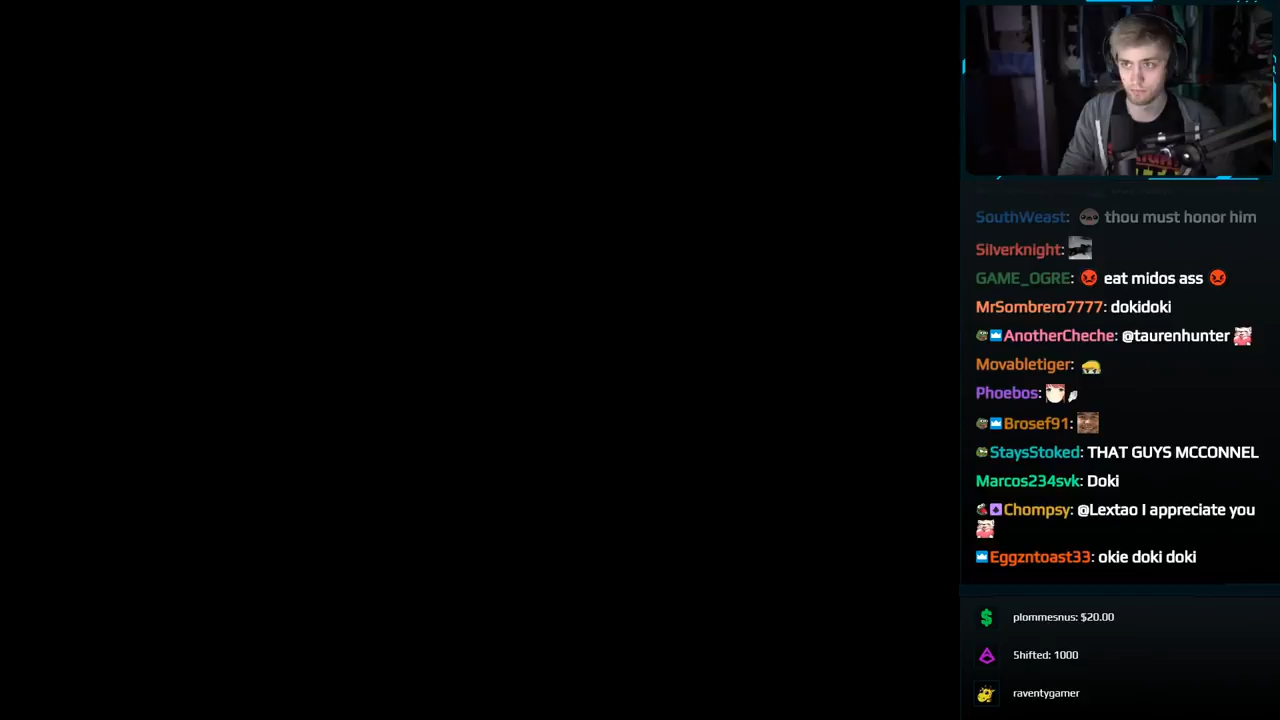 SouthWeast: thou must honor him
Silverknight:
GAME_OGRE: eat midos ass
MrSombrero7777: dokidoki
AnotherCheche: @taurenhunter
Movabletiger:
Phoebos:
Brosef91:
StaysStoked: THAT GUYS MCCONNEL
Marcos234svk: Doki
Chompsy: @Lextao I appreciate you
Eggzntoast33: okie doki doki
plommesnus: $20.00
Shifted: 1000
raventygamer